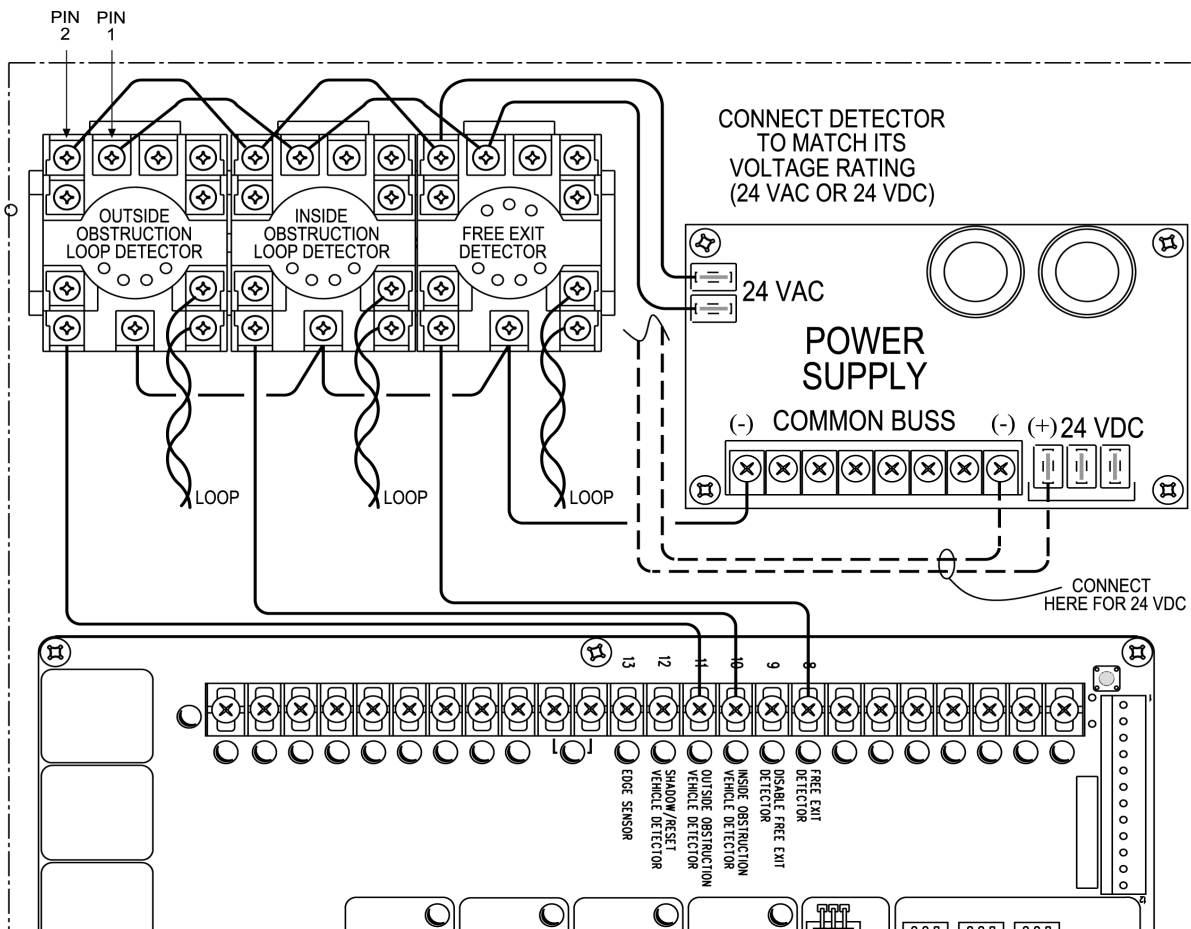 PIN PIN
2 1
CONNECT DETECTOR
TO MATCH ITS
VOLTAGE RATING
(24 VAC OR 24 VDC)
OUTSIDE
OBSTRUCTION
LOOP DETECTOR
INSIDE
OBSTRUCTION
LOOP DETECTOR
FREE EXIT
DETECTOR
24 VAC
POWER
SUPPLY
(-) COMMON BUSS (-) (+) 24 VDC
LOOP
LOOP
LOOP
CONNECT
HERE FOR 24 VDC
13 12 11 10 9 8
1
EDGE SENSOR
SHADOW/RESET
VEHICLE DETECTOR
OUTSIDE OBSTRUCTION
VEHICLE DETECTOR
INSIDE OBSTRUCTION
VEHICLE DETECTOR
DISABLE FREE EXIT
DETECTOR
FREE EXIT
DETECTOR